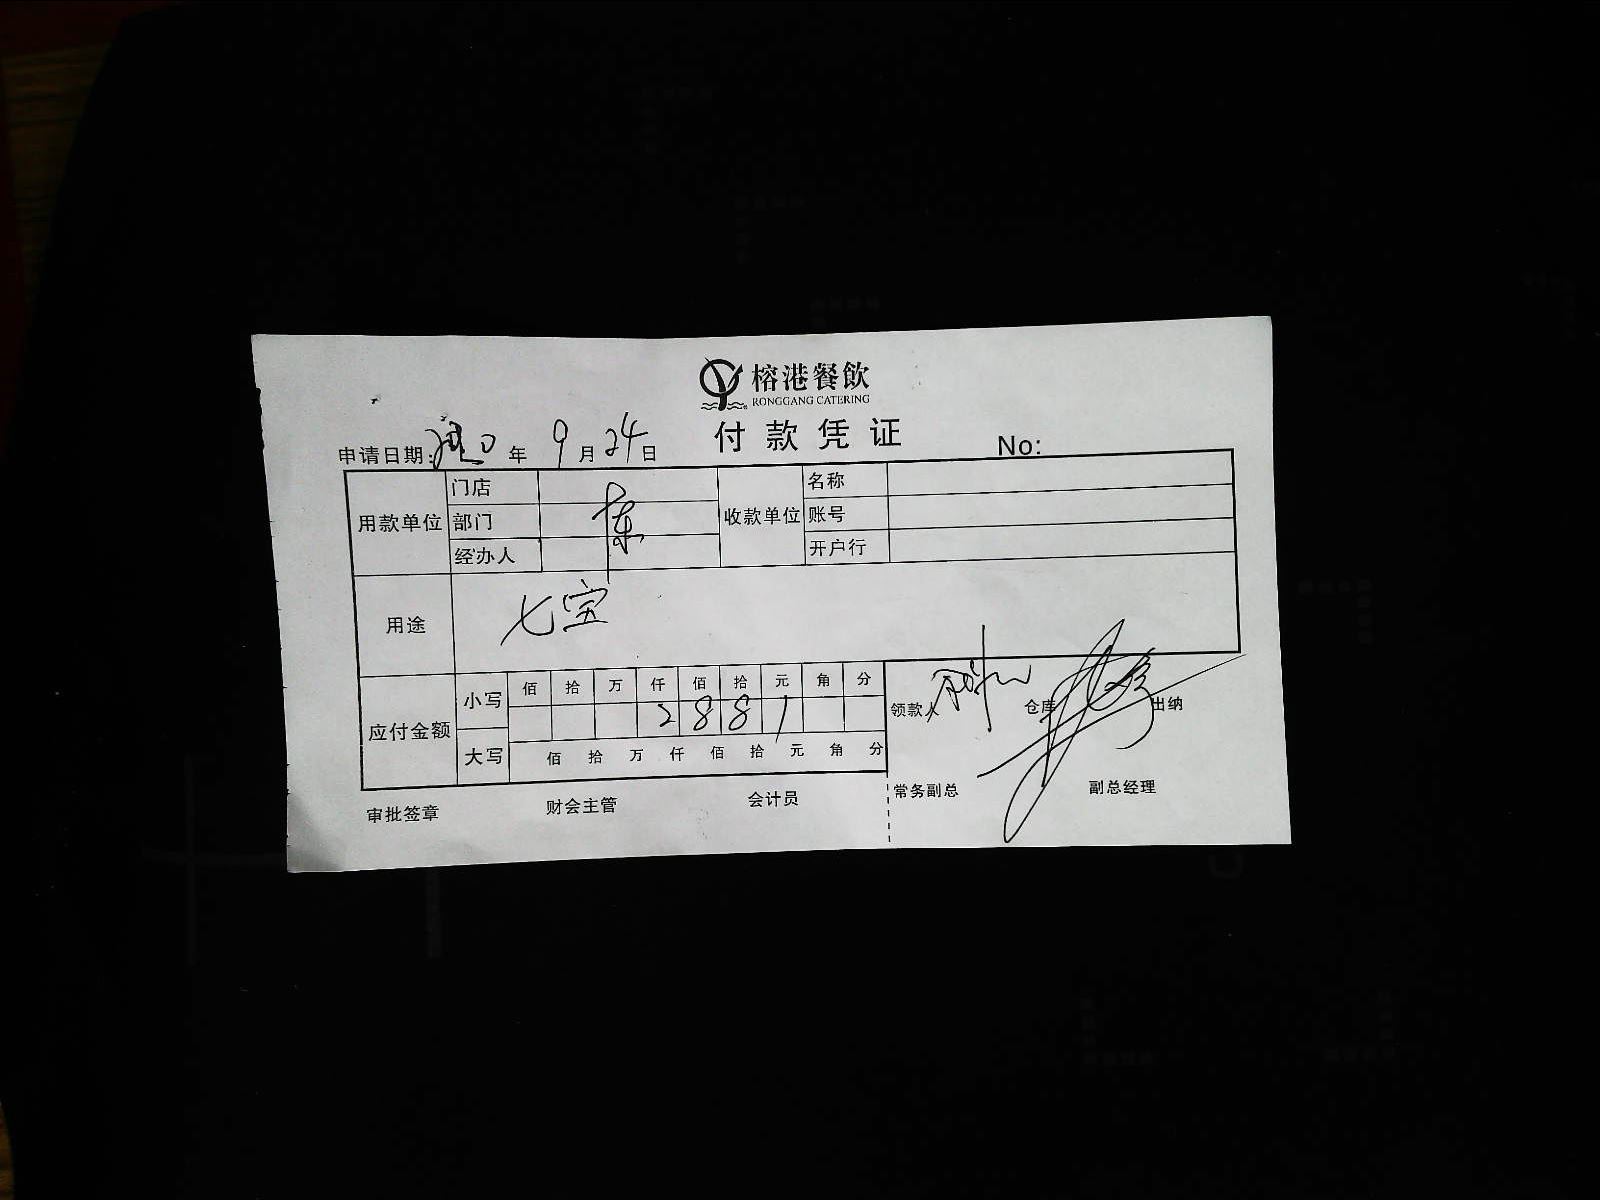 榕港餐飲
RONGGANG CATERING
付款凭证
No:
申请日期: 2020 年 9 月 24 日
用款单位 门店 收款单位 名称
部门 账号
经办人 开户行
用途 七宝
应付金额 小写 佰 拾 万 仟 佰 拾 元 角 分
2 8 8 1
大写 佰 拾 万 仟 佰 拾 元 角 分
领款人 仓库 出纳
常务副总 副总经理
审批签章 财会主管 会计员